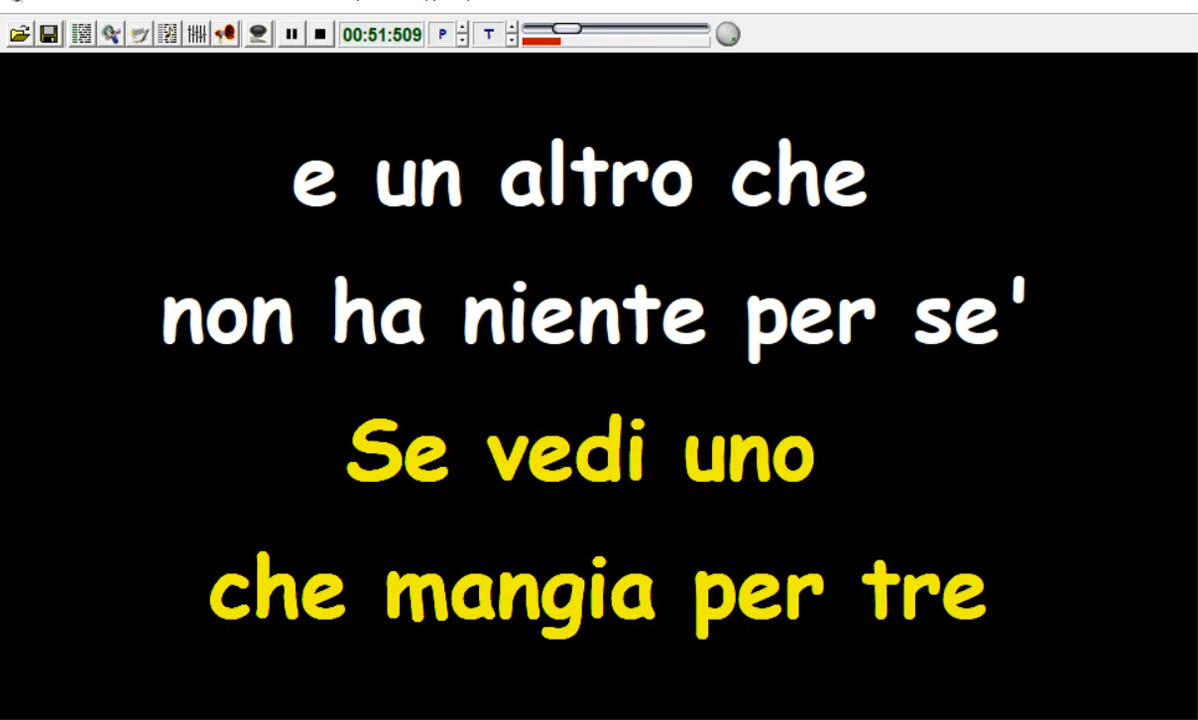 00:51:509 P T
e un altro che
non ha niente per se'
Se vedi uno
che mangia per tre